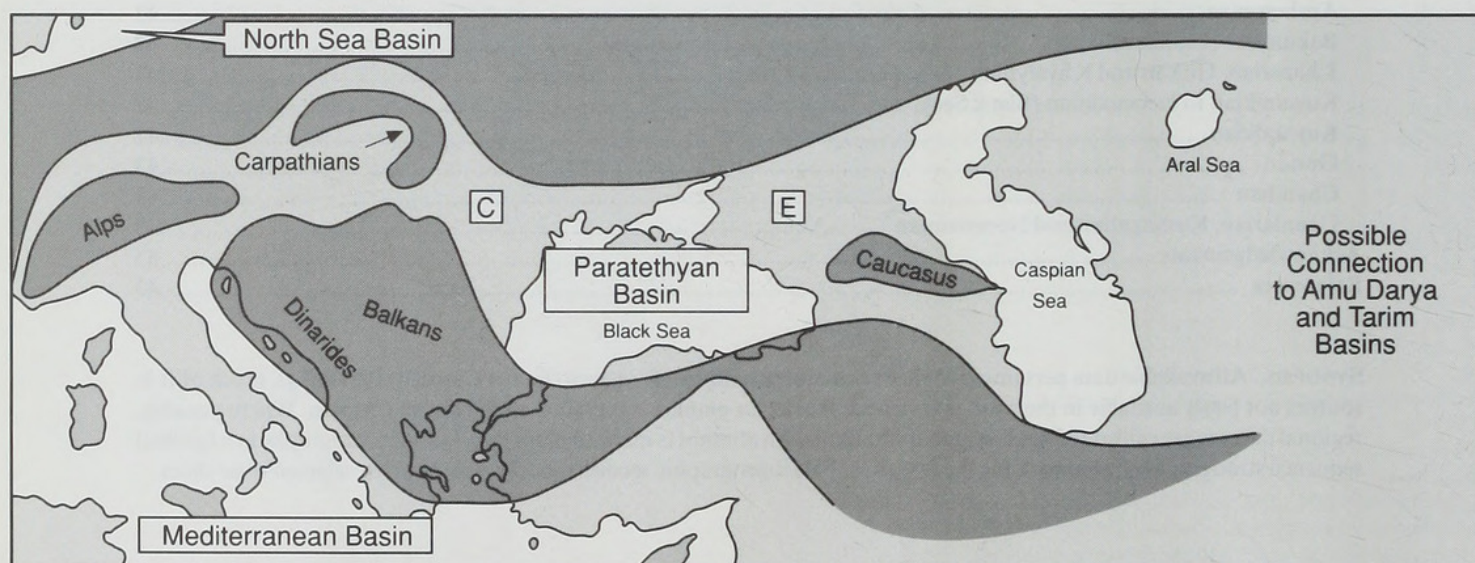 North Sea Basin
Carpathians
Alps
C
E
Aral Sea
Possible
Connection
to Amu Darya
and Tarim
Basins
Paratethyan
Basin
Caucasus
Caspian
Sea
Balkans
Dinarides
Black Sea
Mediterranean Basin